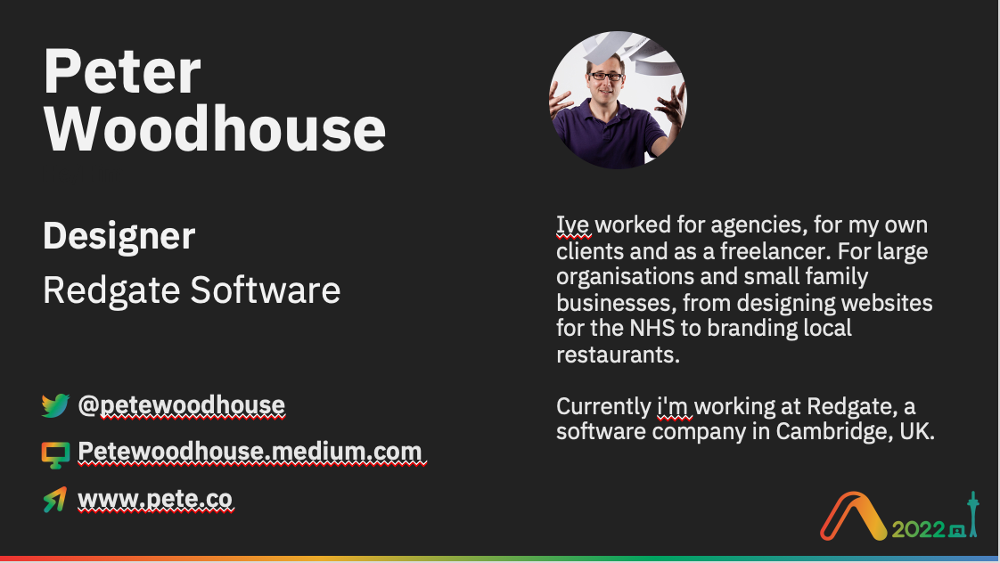 Peter
Woodhouse
Designer
Redgate Software
@petewoodhouse
Petewoodhouse.medium.com
www.pete.co
Ive worked for agencies, for my own
clients and as a freelancer. For large
organisations and small family
businesses, from designing websites
for the NHS to branding local
restaurants.
Currently i'm working at Redgate, a
software company in Cambridge, UK.
2022